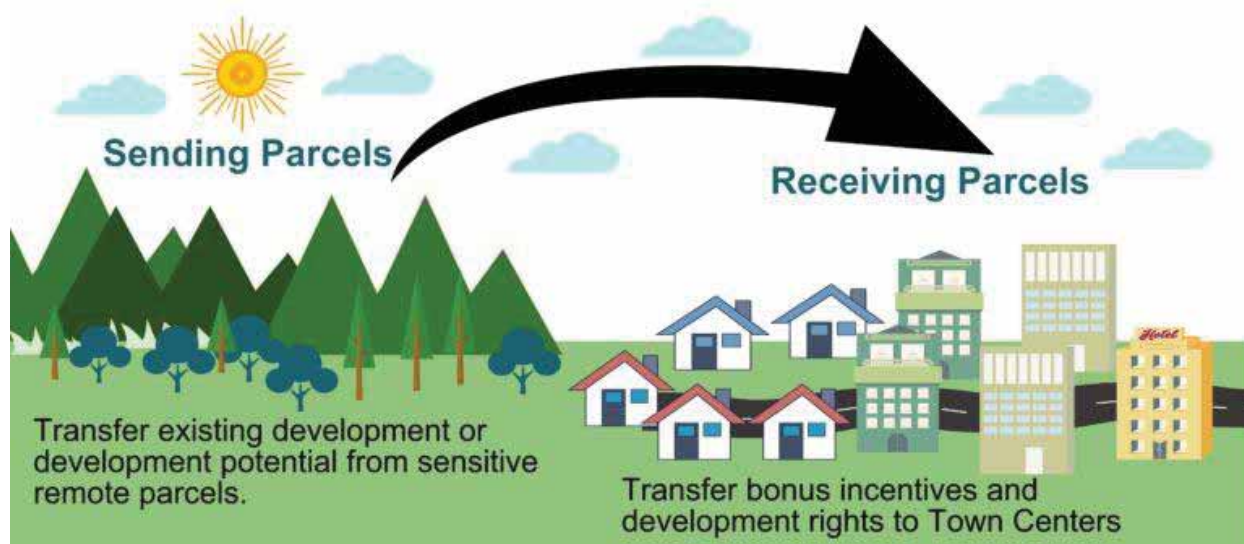 Sending Parcels
Receiving Parcels
Hotel
Transfer existing development or
development potential from sensitive
remote parcels.
Transfer bonus incentives and
development rights to Town Centers